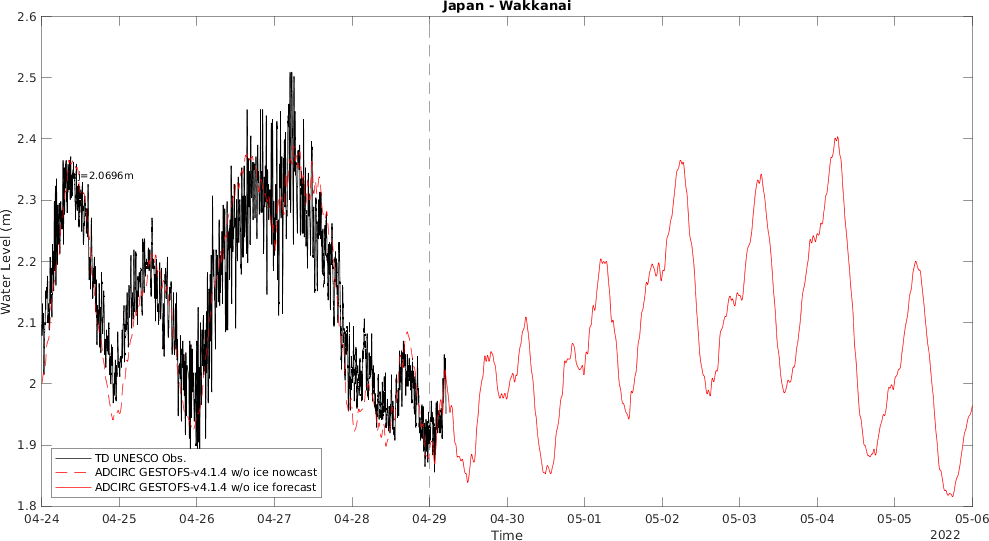 Japan - Wakkanai
2.6
2.5
2.4
2.3
2.2
2.1
2
1.9
1.8
Water Level (m)
=2.0696m
TD UNESCO Obs.
ADCIRC GESTOFS-v4.1.4 w/o ice nowcast
ADCIRC GESTOFS-v4.1.4 w/o ice forecast
04-24 04-25 04-26 04-27 04-28 04-29 04-30 05-01 05-02 05-03 05-04 05-05 05-06
Time
2022